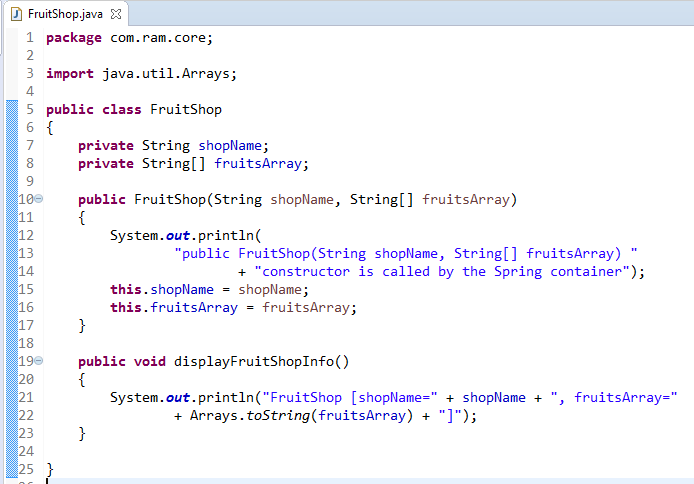 FruitShop.java
1 package com.ram.core;
2
3 import java.util.Arrays;
4
5 public class FruitShop
6 {
7     private String shopName;
8     private String[] fruitsArray;
9
10     public FruitShop(String shopName, String[] fruitsArray)
11     {
12         System.out.println(
13                 "public FruitShop(String shopName, String[] fruitsArray) "
14                         + "constructor is called by the Spring container");
15         this.shopName = shopName;
16         this.fruitsArray = fruitsArray;
17     }
18
19     public void displayFruitShopInfo()
20     {
21         System.out.println("FruitShop [shopName=" + shopName + ", fruitsArray="
22                 + Arrays.toString(fruitsArray) + "]");
23     }
24
25 }